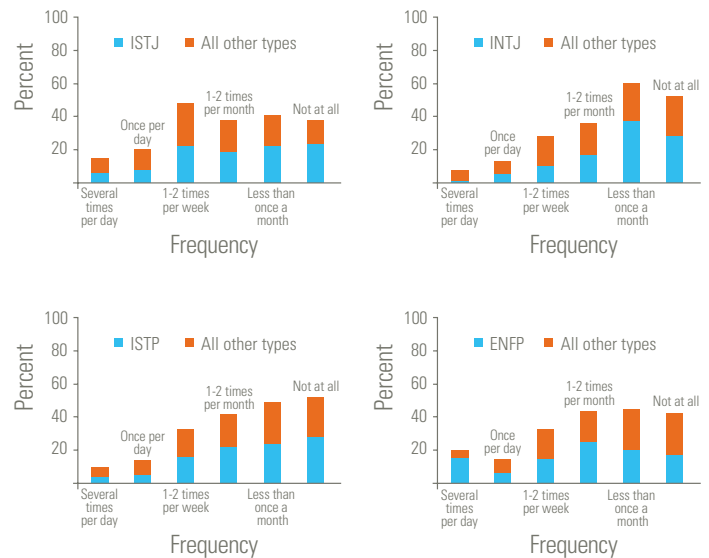 100
80
60
40
20
Percent
ISTJ
All other types
Once per
day
1-2 times
per month
Not at all
Several
times
per day
1-2 times
per week
Less than
once a
month
Frequency
100
80
60
40
20
Percent
INTJ
All other types
Once
per day
1-2 times
per month
Not at all
Several
times
per day
1-2 times
per week
Less than
once a
month
Frequency
100
80
60
40
20
Percent
ISTP
All other types
Once per
day
1-2 times
per month
Not at all
Several
times
per day
1-2 times
per week
Less than
once a
month
Frequency
100
80
60
40
20
Percent
ENFP
All other types
Once
per day
1-2 times
per month
Not at all
Several
times
per day
1-2 times
per week
Less than
once a
month
Frequency